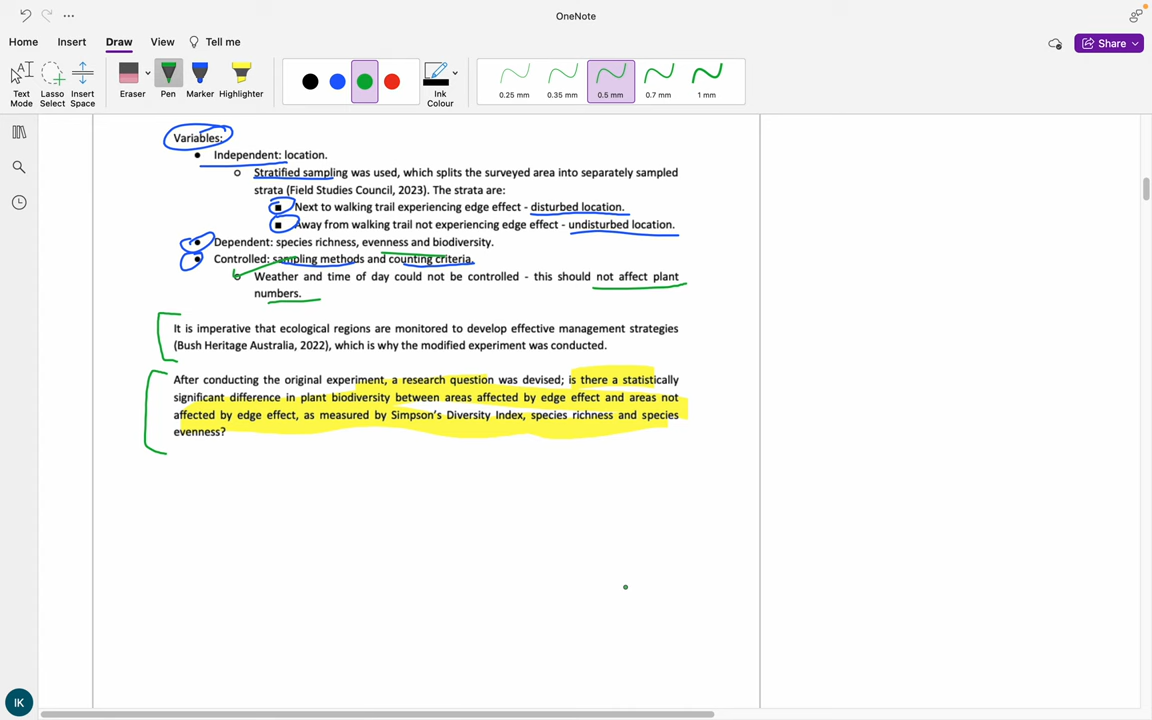 OneNote
Home Insert Draw View Tell me
Share
Text Mode
Lasso Select
Insert Space
Eraser
Pen
Marker
Highlighter
Ink Colour
0.25 mm
0.35 mm
0.5 mm
0.7 mm
1 mm
Variables:
● Independent: location.
○ Stratified sampling was used, which splits the surveyed area into separately sampled
strata (Field Studies Council, 2023). The strata are:
■ Next to walking trail experiencing edge effect - disturbed location.
■ Away from walking trail not experiencing edge effect - undisturbed location.
● Dependent: species richness, evenness and biodiversity.
● Controlled: sampling methods and counting criteria.
○ Weather and time of day could not be controlled - this should not affect plant
numbers.
It is imperative that ecological regions are monitored to develop effective management strategies
(Bush Heritage Australia, 2022), which is why the modified experiment was conducted.
After conducting the original experiment, a research question was devised; is there a statistically
significant difference in plant biodiversity between areas affected by edge effect and areas not
affected by edge effect, as measured by Simpson's Diversity Index, species richness and species
evenness?
IK